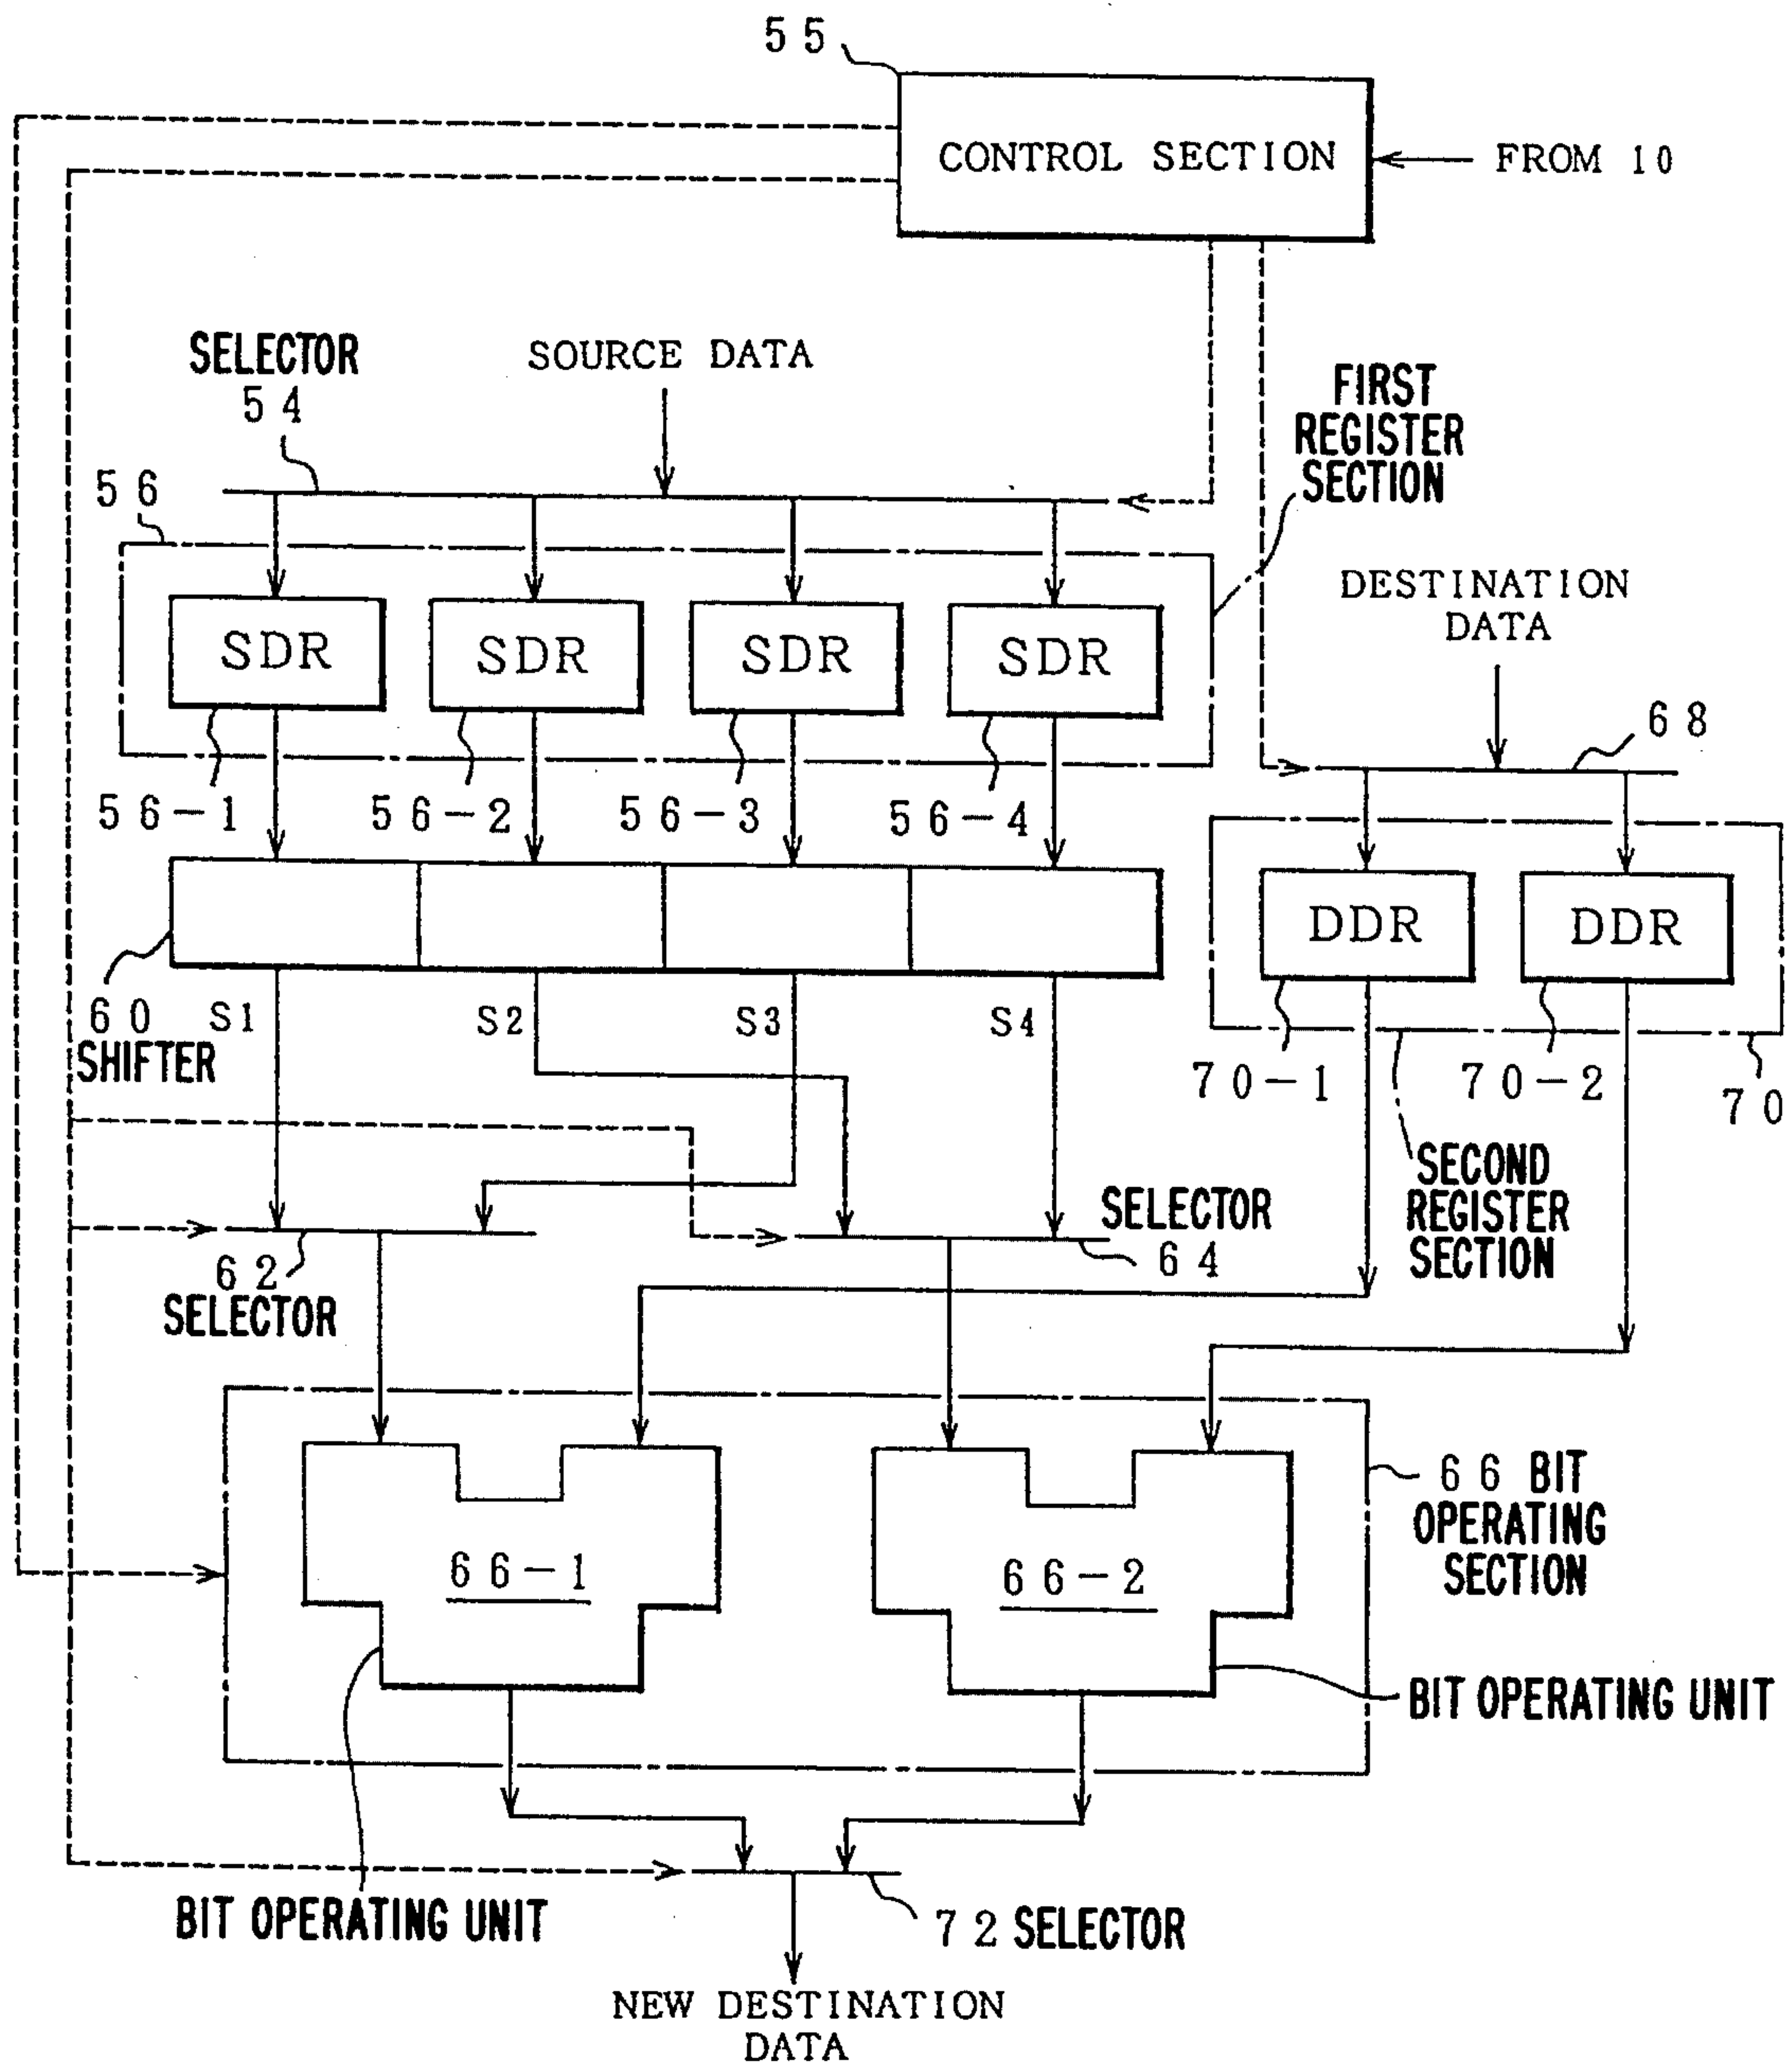 55
CONTROL SECTION
FROM 10
SELECTOR
54
SOURCE DATA
FIRST
REGISTER
SECTION
56
SDR
SDR
SDR
SDR
DESTINATION
DATA
68
56-1
56-2
56-3
56-4
DDR
DDR
60
SHIFTER
S1
S2
S3
S4
70-1
70-2
70
SECOND
REGISTER
SECTION
SELECTOR
64
62
SELECTOR
66 BIT
OPERATING
SECTION
66-1
66-2
BIT OPERATING UNIT
BIT OPERATING UNIT
72 SELECTOR
NEW DESTINATION
DATA